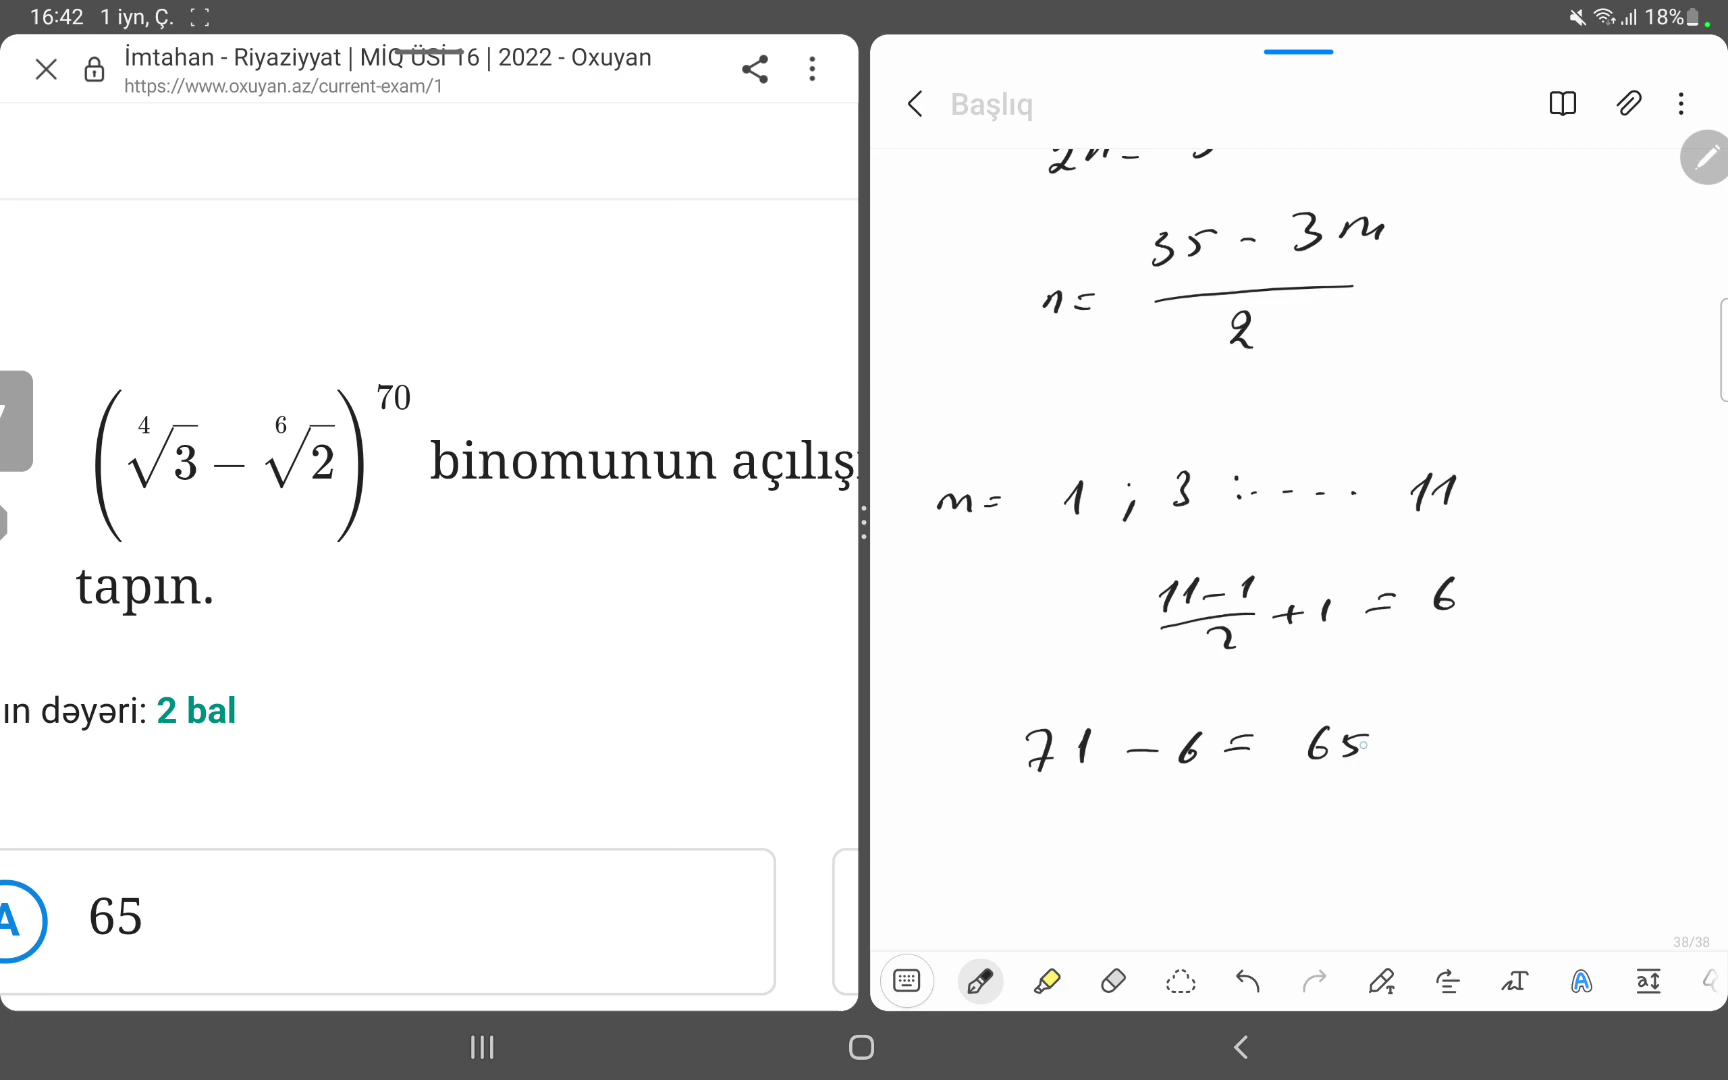 16:42 1 iyn, Ç. 18%
İmtahan - Riyaziyyat | MİQ ÜSİ 16 | 2022 - Oxuyan
https://www.oxuyan.az/current-exam/1
(⁴√3 − ⁶√2)⁷⁰ binomunun açılış
tapın.
ın dəyəri: 2 bal
A 65
Başlıq
n = (35 - 3m)/2
m = 1 ; 3 ; - - - . 11
(11-1)/2 + 1 = 6
71 - 6 = 65
38/38